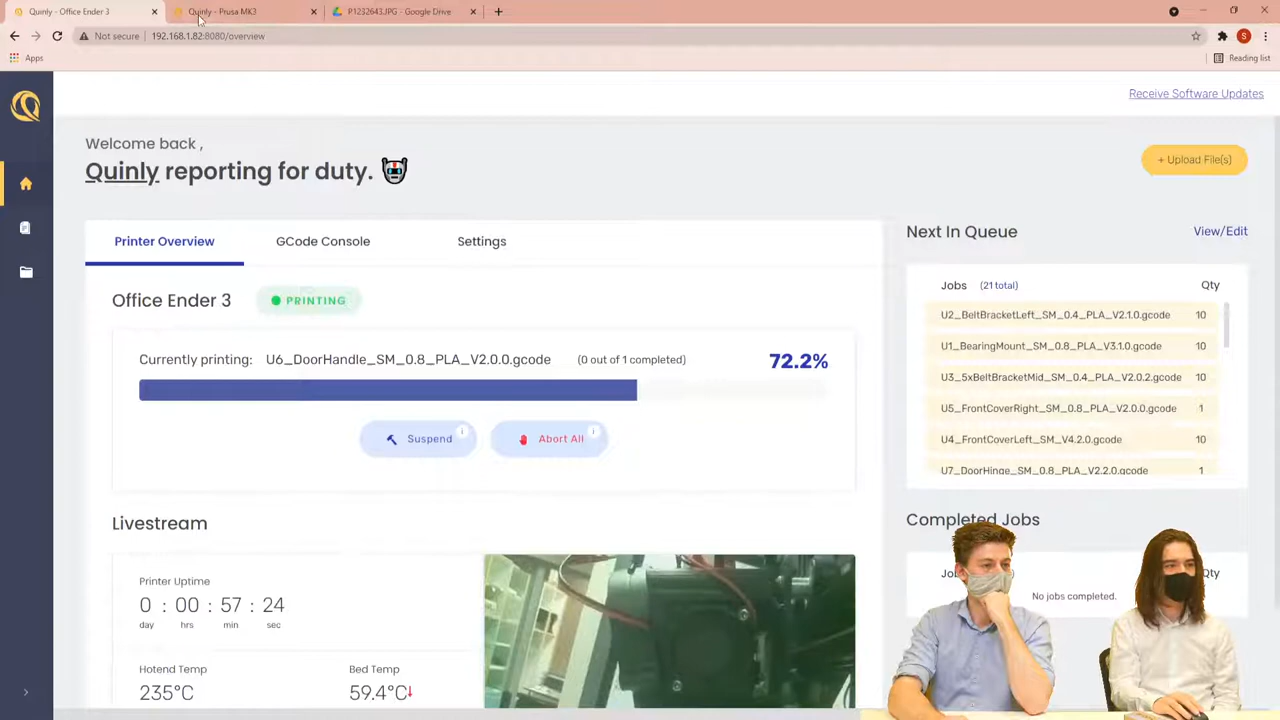 Quinly - Office Ender 3
Quinly - Prusa MK3
P1232643.JPG - Google Drive
Not secure 192.168.1.82:8080/overview
S
Apps
Reading list
Receive Software Updates
Welcome back ,
Quinly reporting for duty.
+ Upload File(s)
Printer Overview
GCode Console
Settings
Office Ender 3
PRINTING
Currently printing: U6_DoorHandle_SM_0.8_PLA_V2.0.0.gcode (0 out of 1 completed) 72.2%
Suspend
Abort All
Livestream
Printer Uptime
0 : 00 : 57 : 24
day hrs min sec
Hotend Temp
235°C
Bed Temp
59.4°C
Next In Queue
View/Edit
Jobs (21 total) Qty
U2_BeltBracketLeft_SM_0.4_PLA_V2.1.0.gcode 10
U1_BearingMount_SM_0.8_PLA_V3.1.0.gcode 10
U3_5xBeltBracketMid_SM_0.4_PLA_V2.0.2.gcode 10
U5_FrontCoverRight_SM_0.8_PLA_V2.0.0.gcode 1
U4_FrontCoverLeft_SM_V4.2.0.gcode 10
U7_DoorHinge_SM_0.8_PLA_V2.2.0.gcode 1
Completed Jobs
Qty
No jobs completed.